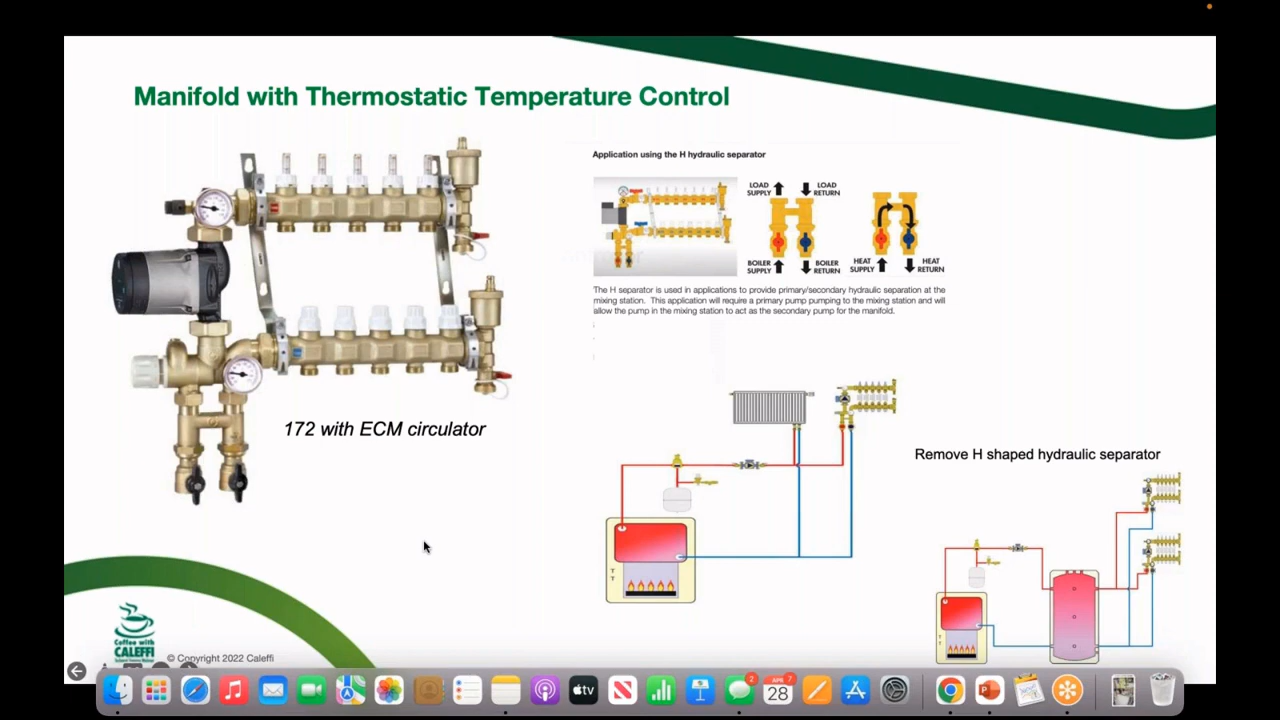 Manifold with Thermostatic Temperature Control
Application using the H hydraulic separator
LOAD
SUPPLY
LOAD
RETURN
BOILER
SUPPLY
BOILER
RETURN
HEAT
SUPPLY
HEAT
RETURN
The H separator is used in applications to provide primary/secondary hydraulic separation at the
mixing station. This application will require a primary pump pumping to the mixing station and will
allow the pump in the mixing station to act as the secondary pump for the manifold.
172 with ECM circulator
Remove H shaped hydraulic separator
T
T
T
T
Coffee with
CALEFFI
© Copyright 2022 Caleffi
tv
2
APR
7
28